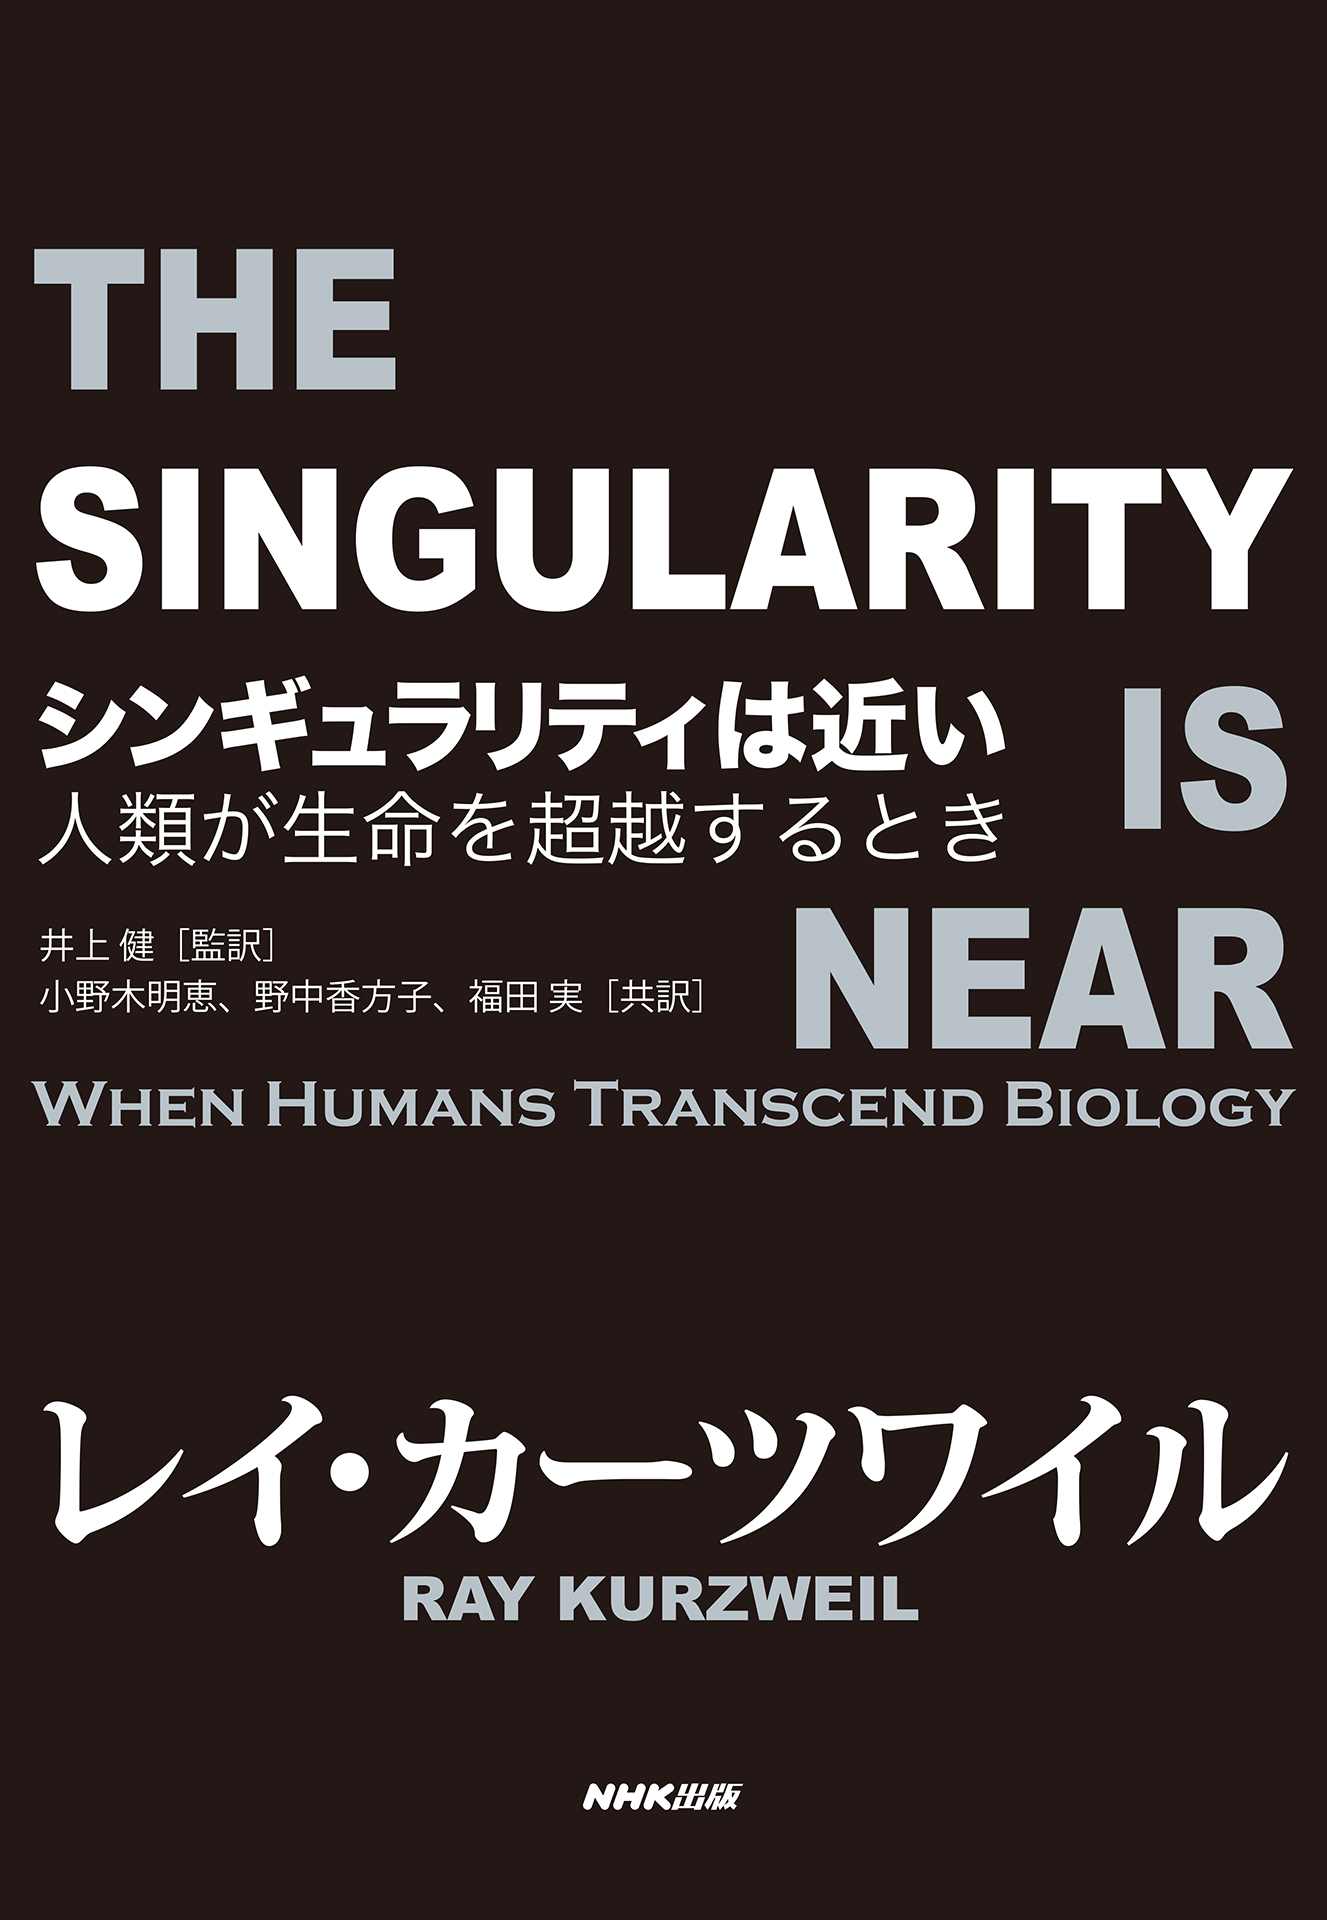 THE
SINGULARITY
シンギュラリティは近い
人類が生命を超越するとき
IS
井上 健［監訳］
小野木明恵、野中香方子、福田 実［共訳］
NEAR
WHEN HUMANS TRANSCEND BIOLOGY
レイ・カーツワイル
RAY KURZWEIL
NHK出版